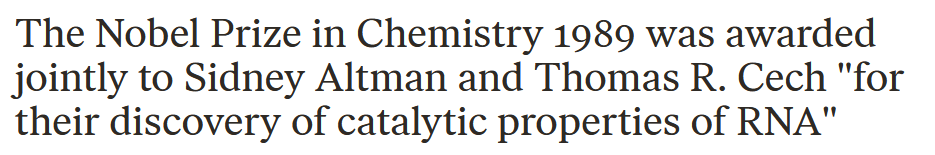 The Nobel Prize in Chemistry 1989 was awarded
jointly to Sidney Altman and Thomas R. Cech "for
their discovery of catalytic properties of RNA"